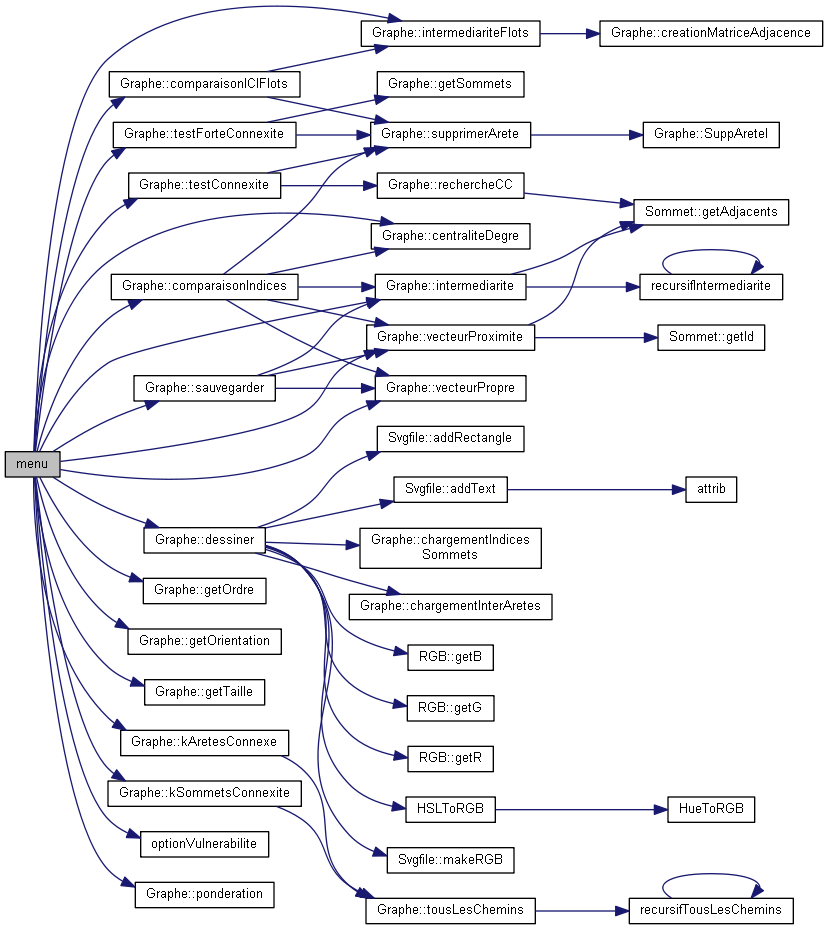 Graphe::intermediariteFlots
Graphe::creationMatriceAdjacence
Graphe::comparaisonICIFlots
Graphe::getSommets
Graphe::testForteConnexite
Graphe::supprimerArete
Graphe::SuppAreteI
Graphe::testConnexite
Graphe::rechercheCC
Sommet::getAdjacents
Graphe::centraliteDegre
Graphe::comparaisonIndices
Graphe::intermediarite
recursifIntermediarite
Graphe::vecteurProximite
Sommet::getId
Graphe::sauvegarder
Graphe::vecteurPropre
Svgfile::addRectangle
menu
Svgfile::addText
attrib
Graphe::dessiner
Graphe::chargementIndices
Sommets
Graphe::getOrdre
Graphe::chargementInterAretes
Graphe::getOrientation
RGB::getB
Graphe::getTaille
RGB::getG
Graphe::kAretesConnexe
RGB::getR
Graphe::kSommetsConnexite
HSLToRGB
HueToRGB
optionVulnerabilite
Svgfile::makeRGB
Graphe::ponderation
Graphe::tousLesChemins
recursifTousLesChemins